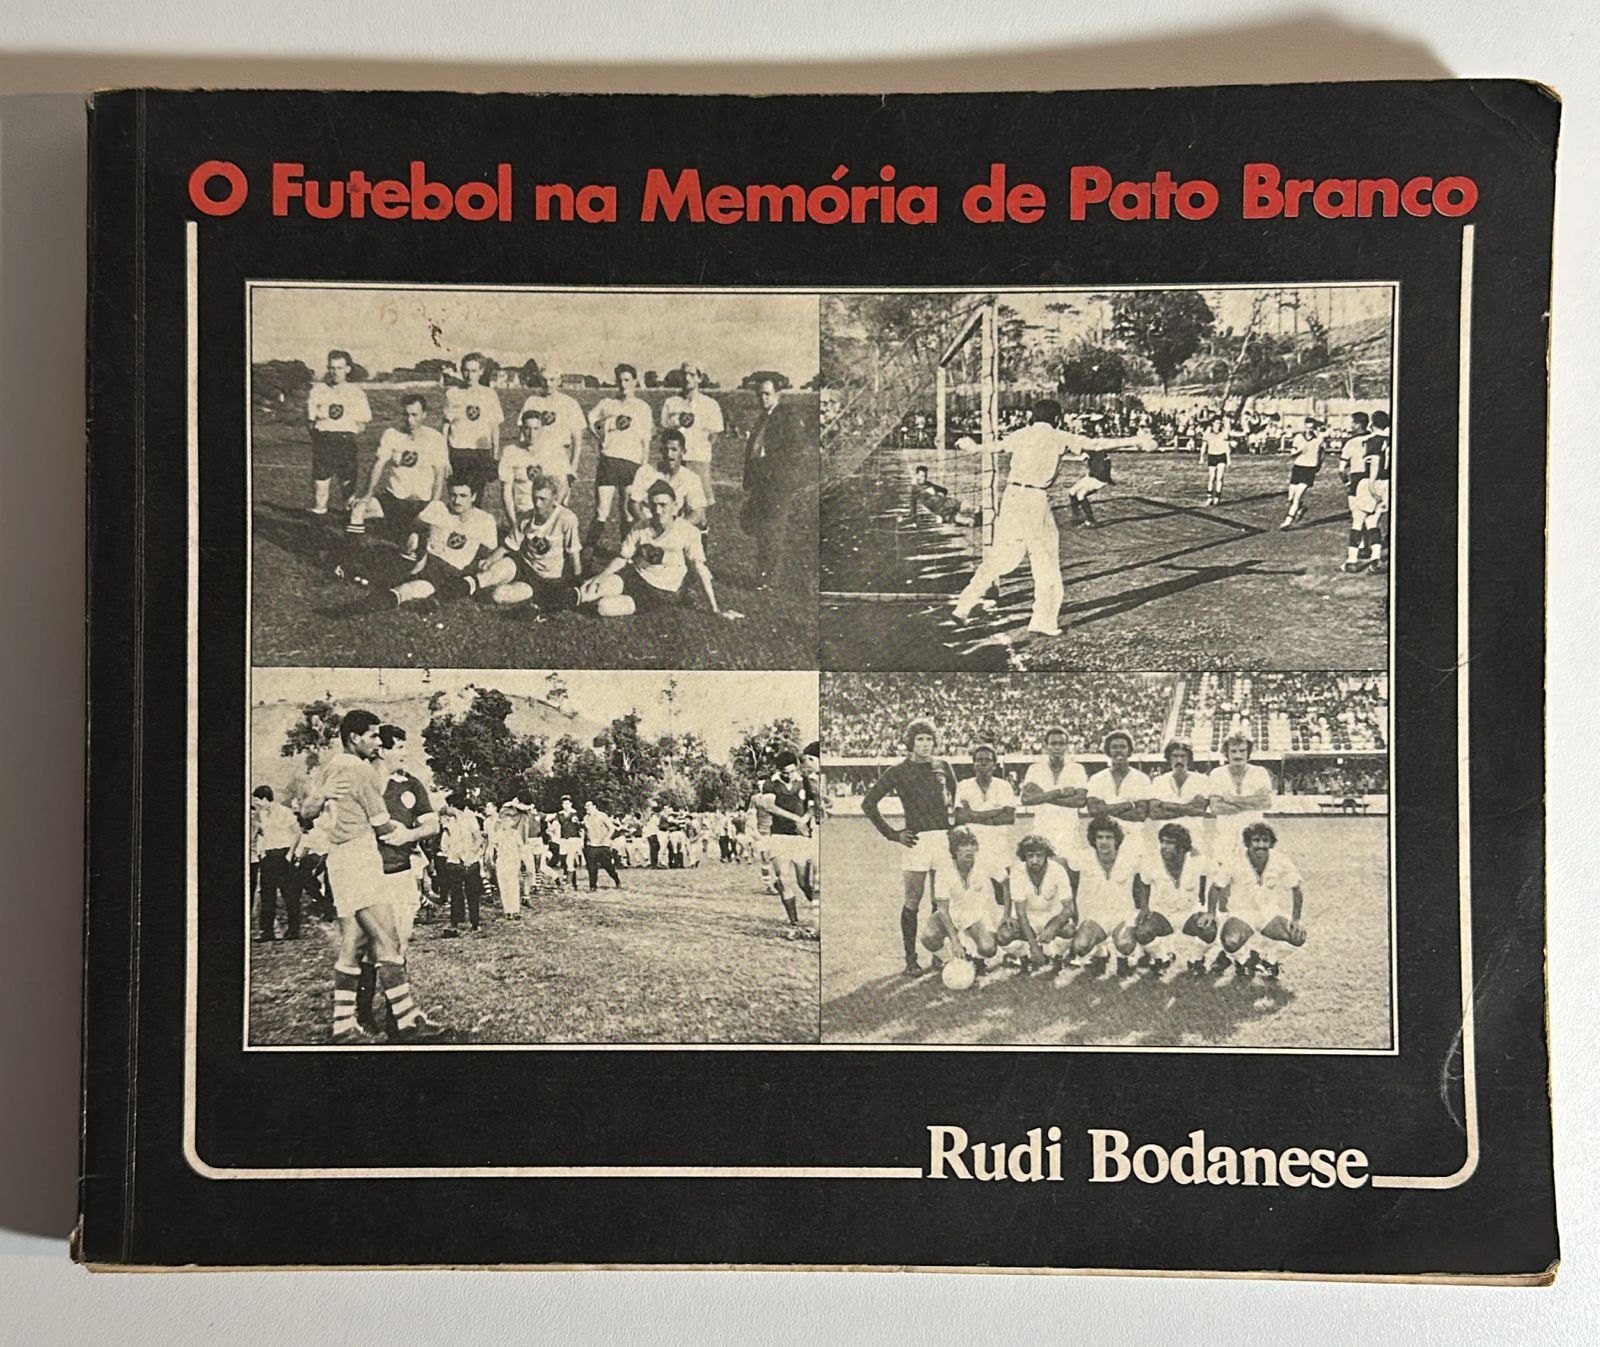 O Futebol na Memória de Pato Branco
Rudi Bodanese